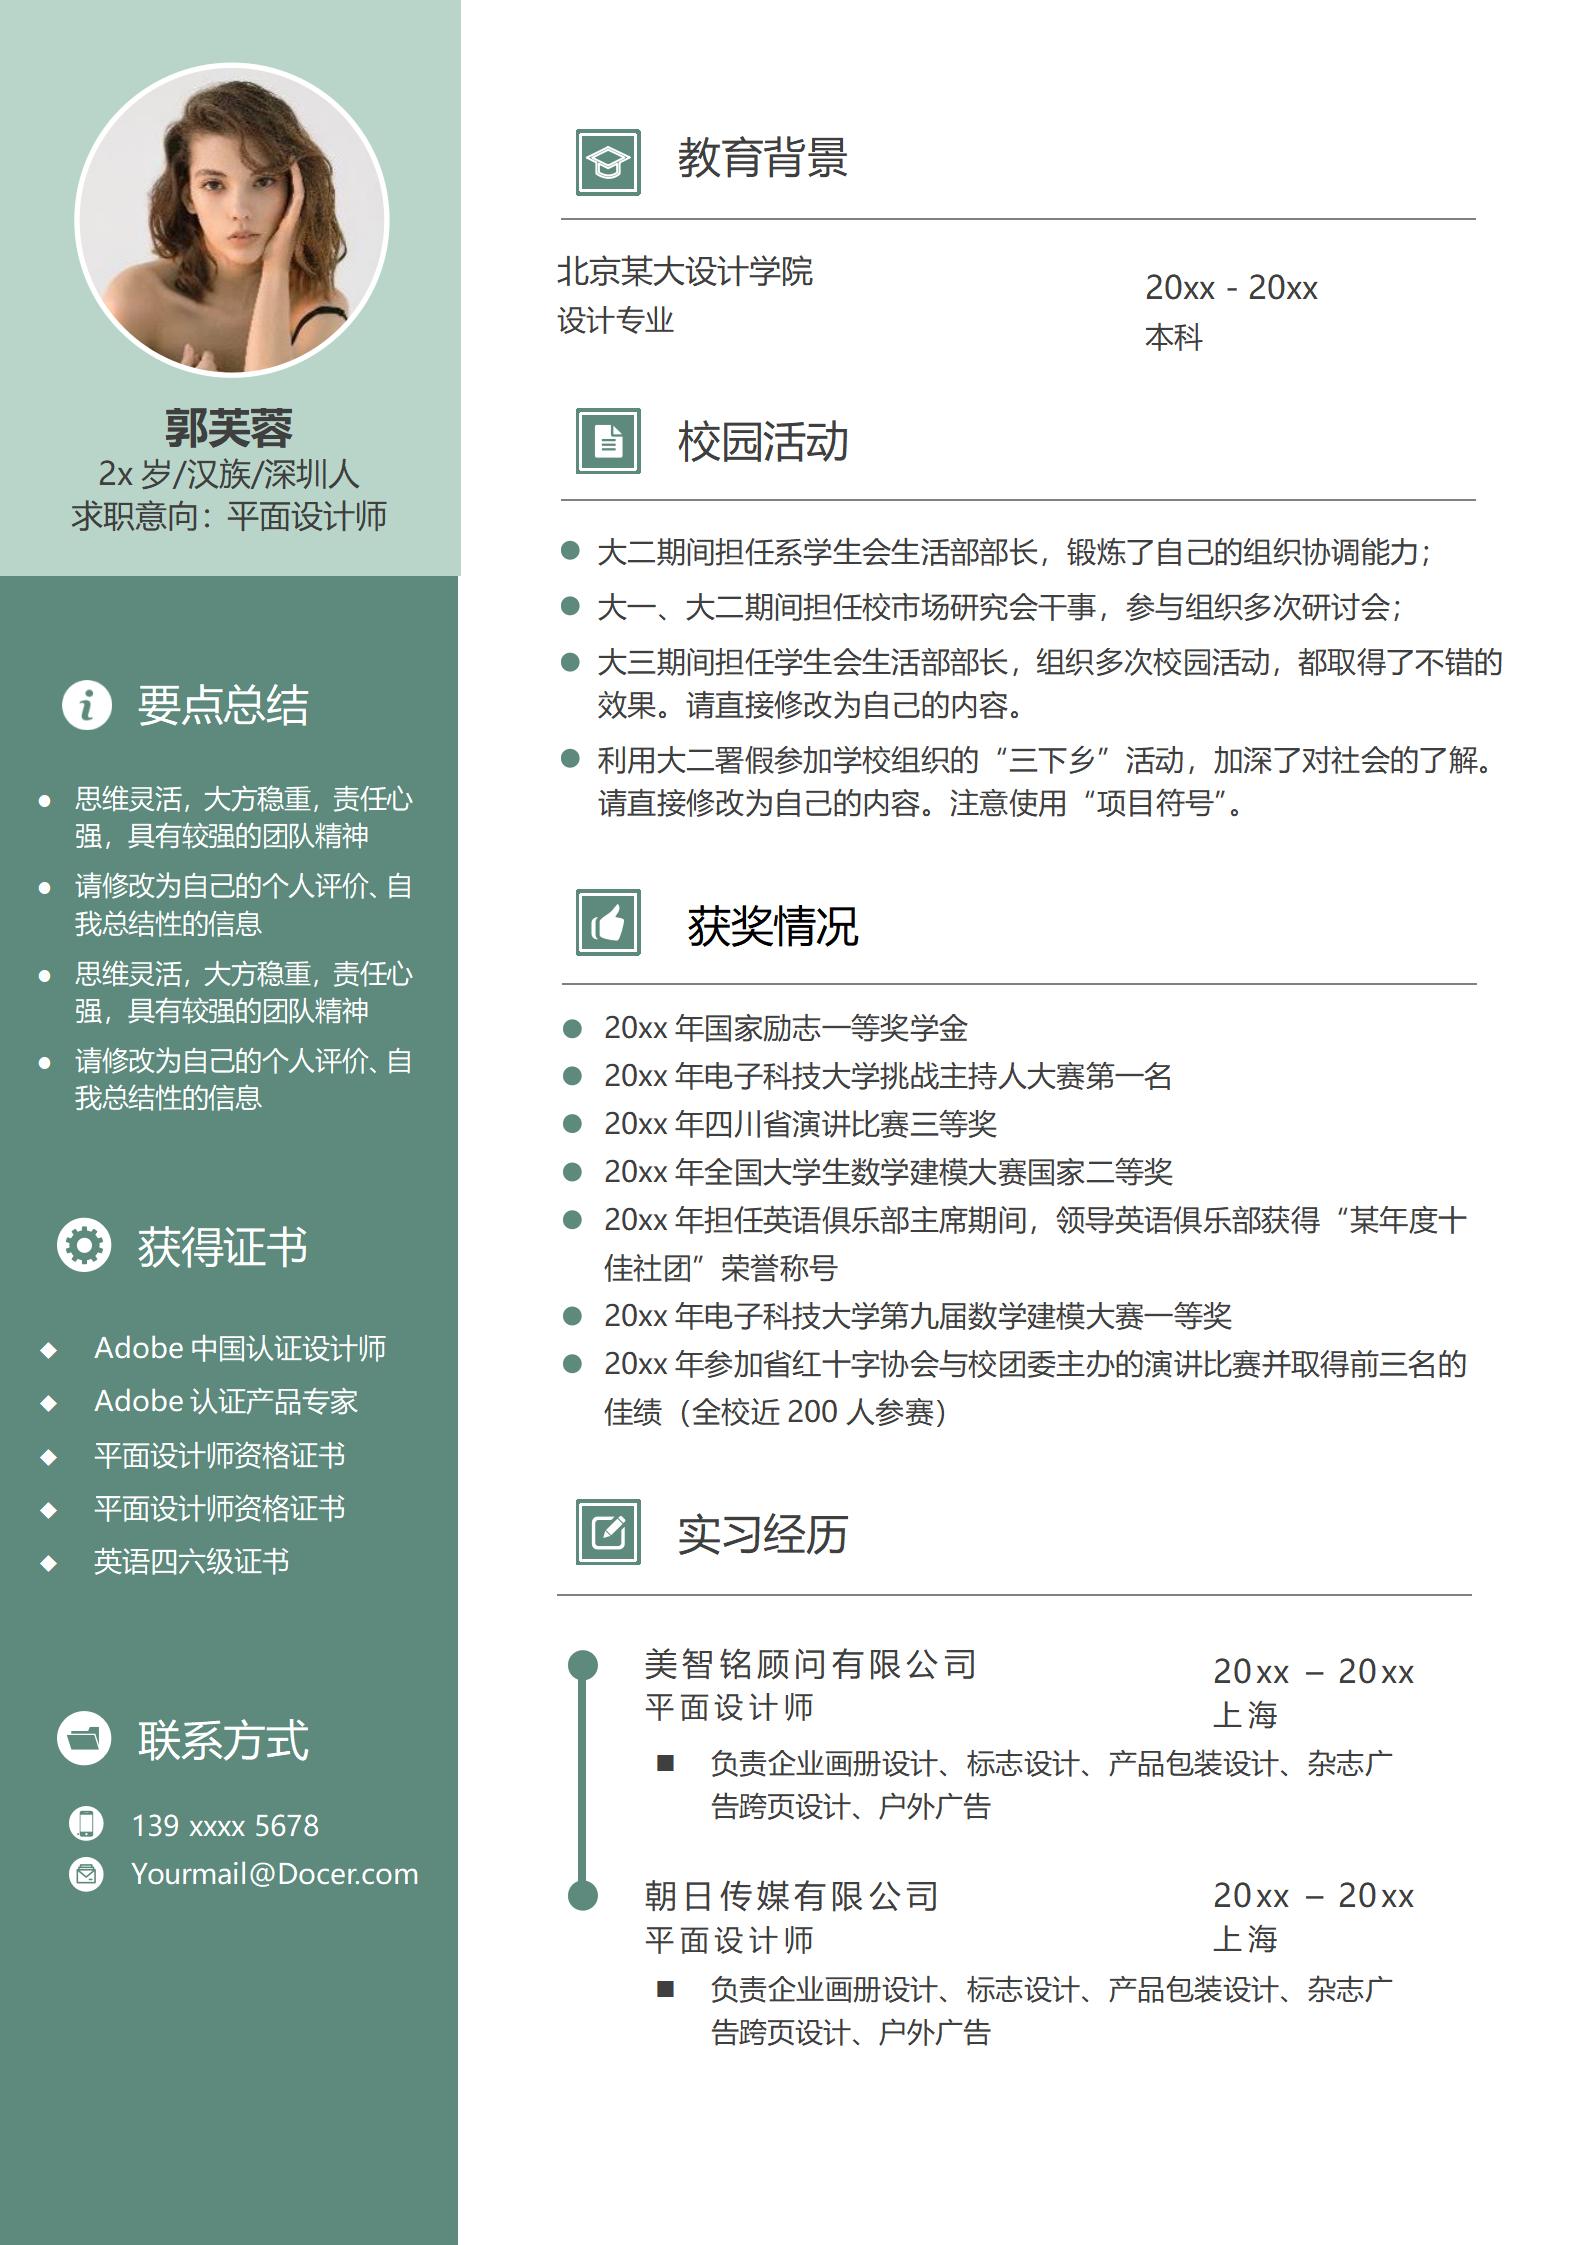 郭芙蓉
2x 岁/汉族/深圳人
求职意向：平面设计师
要点总结
思维灵活，大方稳重，责任心
强，具有较强的团队精神
请修改为自己的个人评价、自
我总结性的信息
思维灵活，大方稳重，责任心
强，具有较强的团队精神
请修改为自己的个人评价、自
我总结性的信息
获得证书
Adobe 中国认证设计师
Adobe 认证产品专家
平面设计师资格证书
平面设计师资格证书
英语四六级证书
联系方式
139 xxxx 5678
Yourmail@Docer.com
教育背景
北京某大设计学院
设计专业
20xx - 20xx
本科
校园活动
大二期间担任系学生会生活部部长，锻炼了自己的组织协调能力；
大一、大二期间担任校市场研究会干事，参与组织多次研讨会；
大三期间担任学生会生活部部长，组织多次校园活动，都取得了不错的
效果。请直接修改为自己的内容。
利用大二署假参加学校组织的“三下乡”活动，加深了对社会的了解。
请直接修改为自己的内容。注意使用“项目符号”。
获奖情况
20xx 年国家励志一等奖学金
20xx 年电子科技大学挑战主持人大赛第一名
20xx 年四川省演讲比赛三等奖
20xx 年全国大学生数学建模大赛国家二等奖
20xx 年担任英语俱乐部主席期间，领导英语俱乐部获得“某年度十
佳社团”荣誉称号
20xx 年电子科技大学第九届数学建模大赛一等奖
20xx 年参加省红十字协会与校团委主办的演讲比赛并取得前三名的
佳绩（全校近 200 人参赛）
实习经历
美智铭顾问有限公司
平面设计师
20xx – 20xx
上海
负责企业画册设计、标志设计、产品包装设计、杂志广
告跨页设计、户外广告
朝日传媒有限公司
平面设计师
20xx – 20xx
上海
负责企业画册设计、标志设计、产品包装设计、杂志广
告跨页设计、户外广告